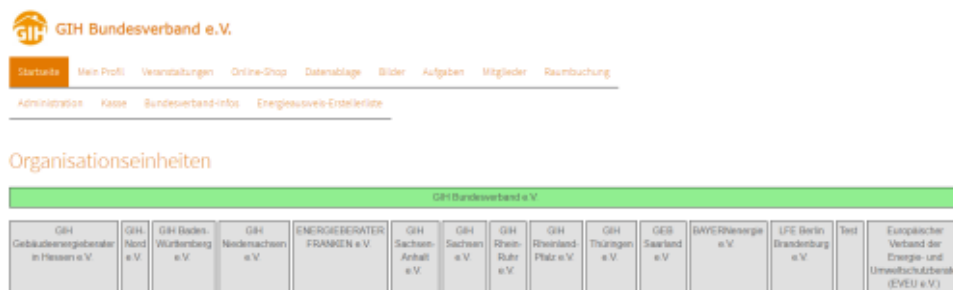 GIH
GIH Bundesverband e.V.
Startseite Mein Profil Veranstaltungen Online-Shop Datenablage Bilder Aufgaben Mitglieder Raumbuchung
Administration Kasse Bundesverband-Infos Energieausweis-Erstellerliste
Organisationseinheiten
GIH Bundesverband e.V.
GIH Gebäudeenergieberater in Hessen e.V.
GIH-Nord e.V.
GIH Baden-Württemberg e.V.
GIH Niedersachsen e.V.
ENERGIEBERATER FRANKEN e.V.
GIH Sachsen-Anhalt e.V.
GIH Sachsen e.V.
GIH Rhein-Ruhr e.V.
GIH Rheinland-Pfalz e.V.
GIH Thüringen e.V.
GEB Saarland e.V.
BAYERNenergie e.V.
LFE Berlin Brandenburg e.V.
Test
Europäischer Verband der Energie- und Umweltschutzberate (EVEU e.V.)